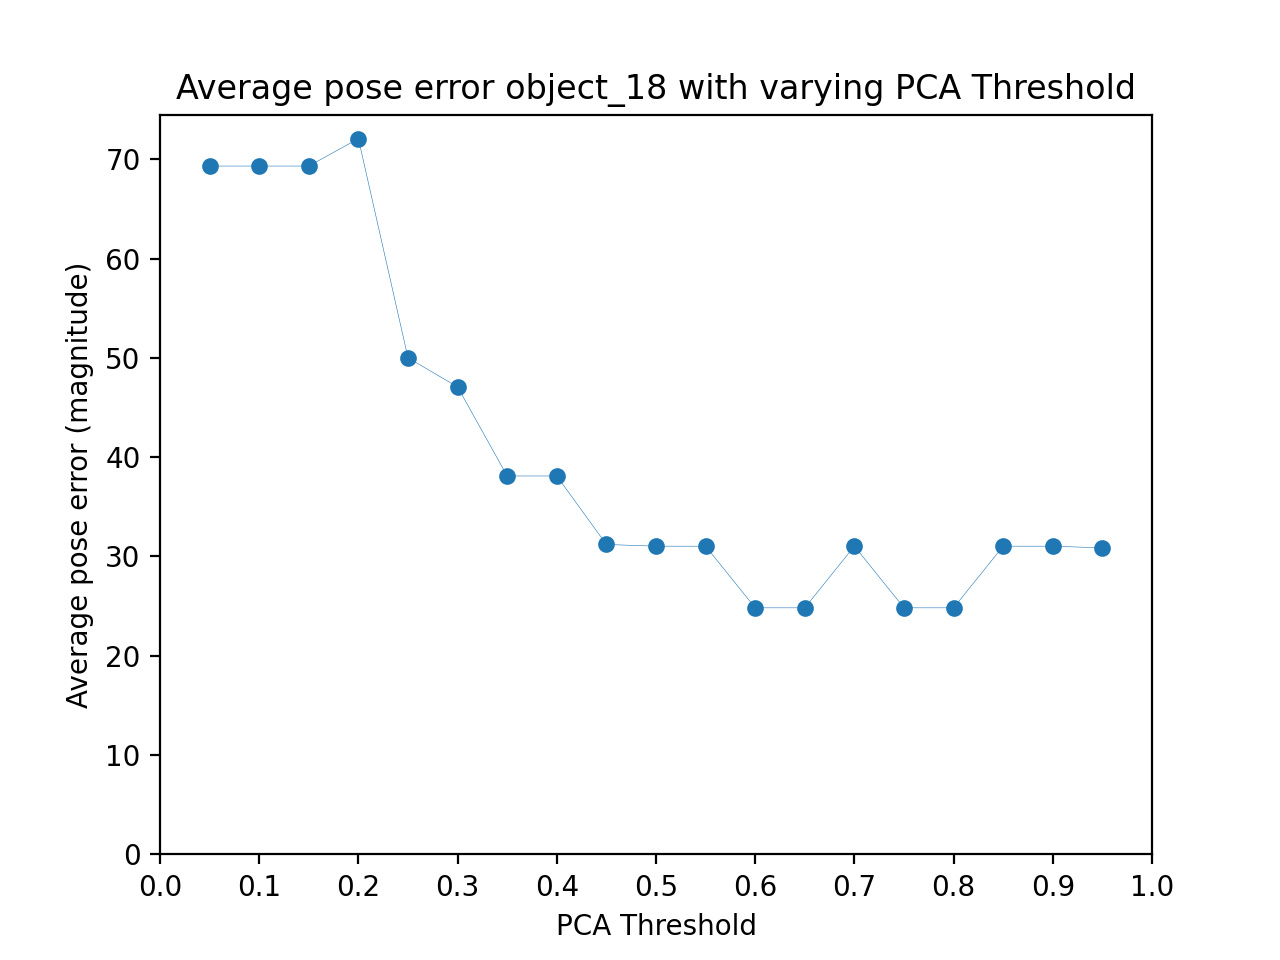 Average pose error object_18 with varying PCA Threshold
Average pose error (magnitude)
70
60
50
40
30
20
10
0
0.0 0.1 0.2 0.3 0.4 0.5 0.6 0.7 0.8 0.9 1.0
PCA Threshold